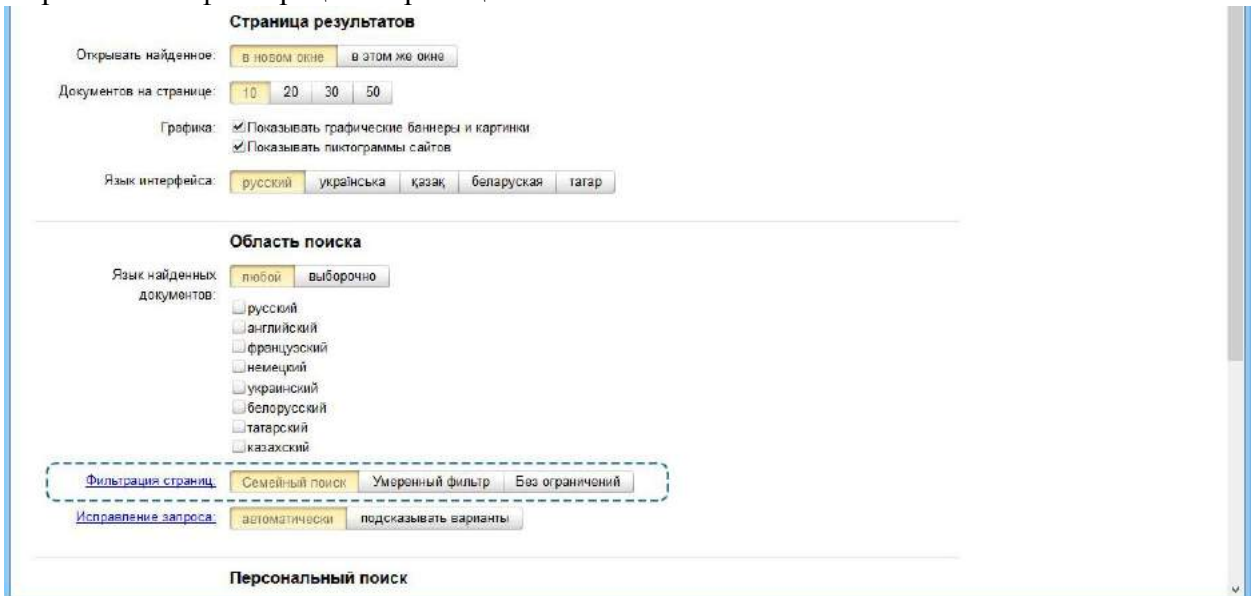 Страница результатов
Открывать найденное: в новом окне в этом же окне
Документов на странице: 10 20 30 50
Графика: Показывать графические баннеры и картинки
Показывать пиктограммы сайтов
Язык интерфейса: русский українська қазақ беларуская татар
Область поиска
Язык найденных документов: любой выборочно
русский
английский
французский
немецкий
украинский
белорусский
татарский
казахский
Фильтрация страниц: Семейный поиск Умеренный фильтр Без ограничений
Исправление запроса: автоматически подсказывать варианты
Персональный поиск